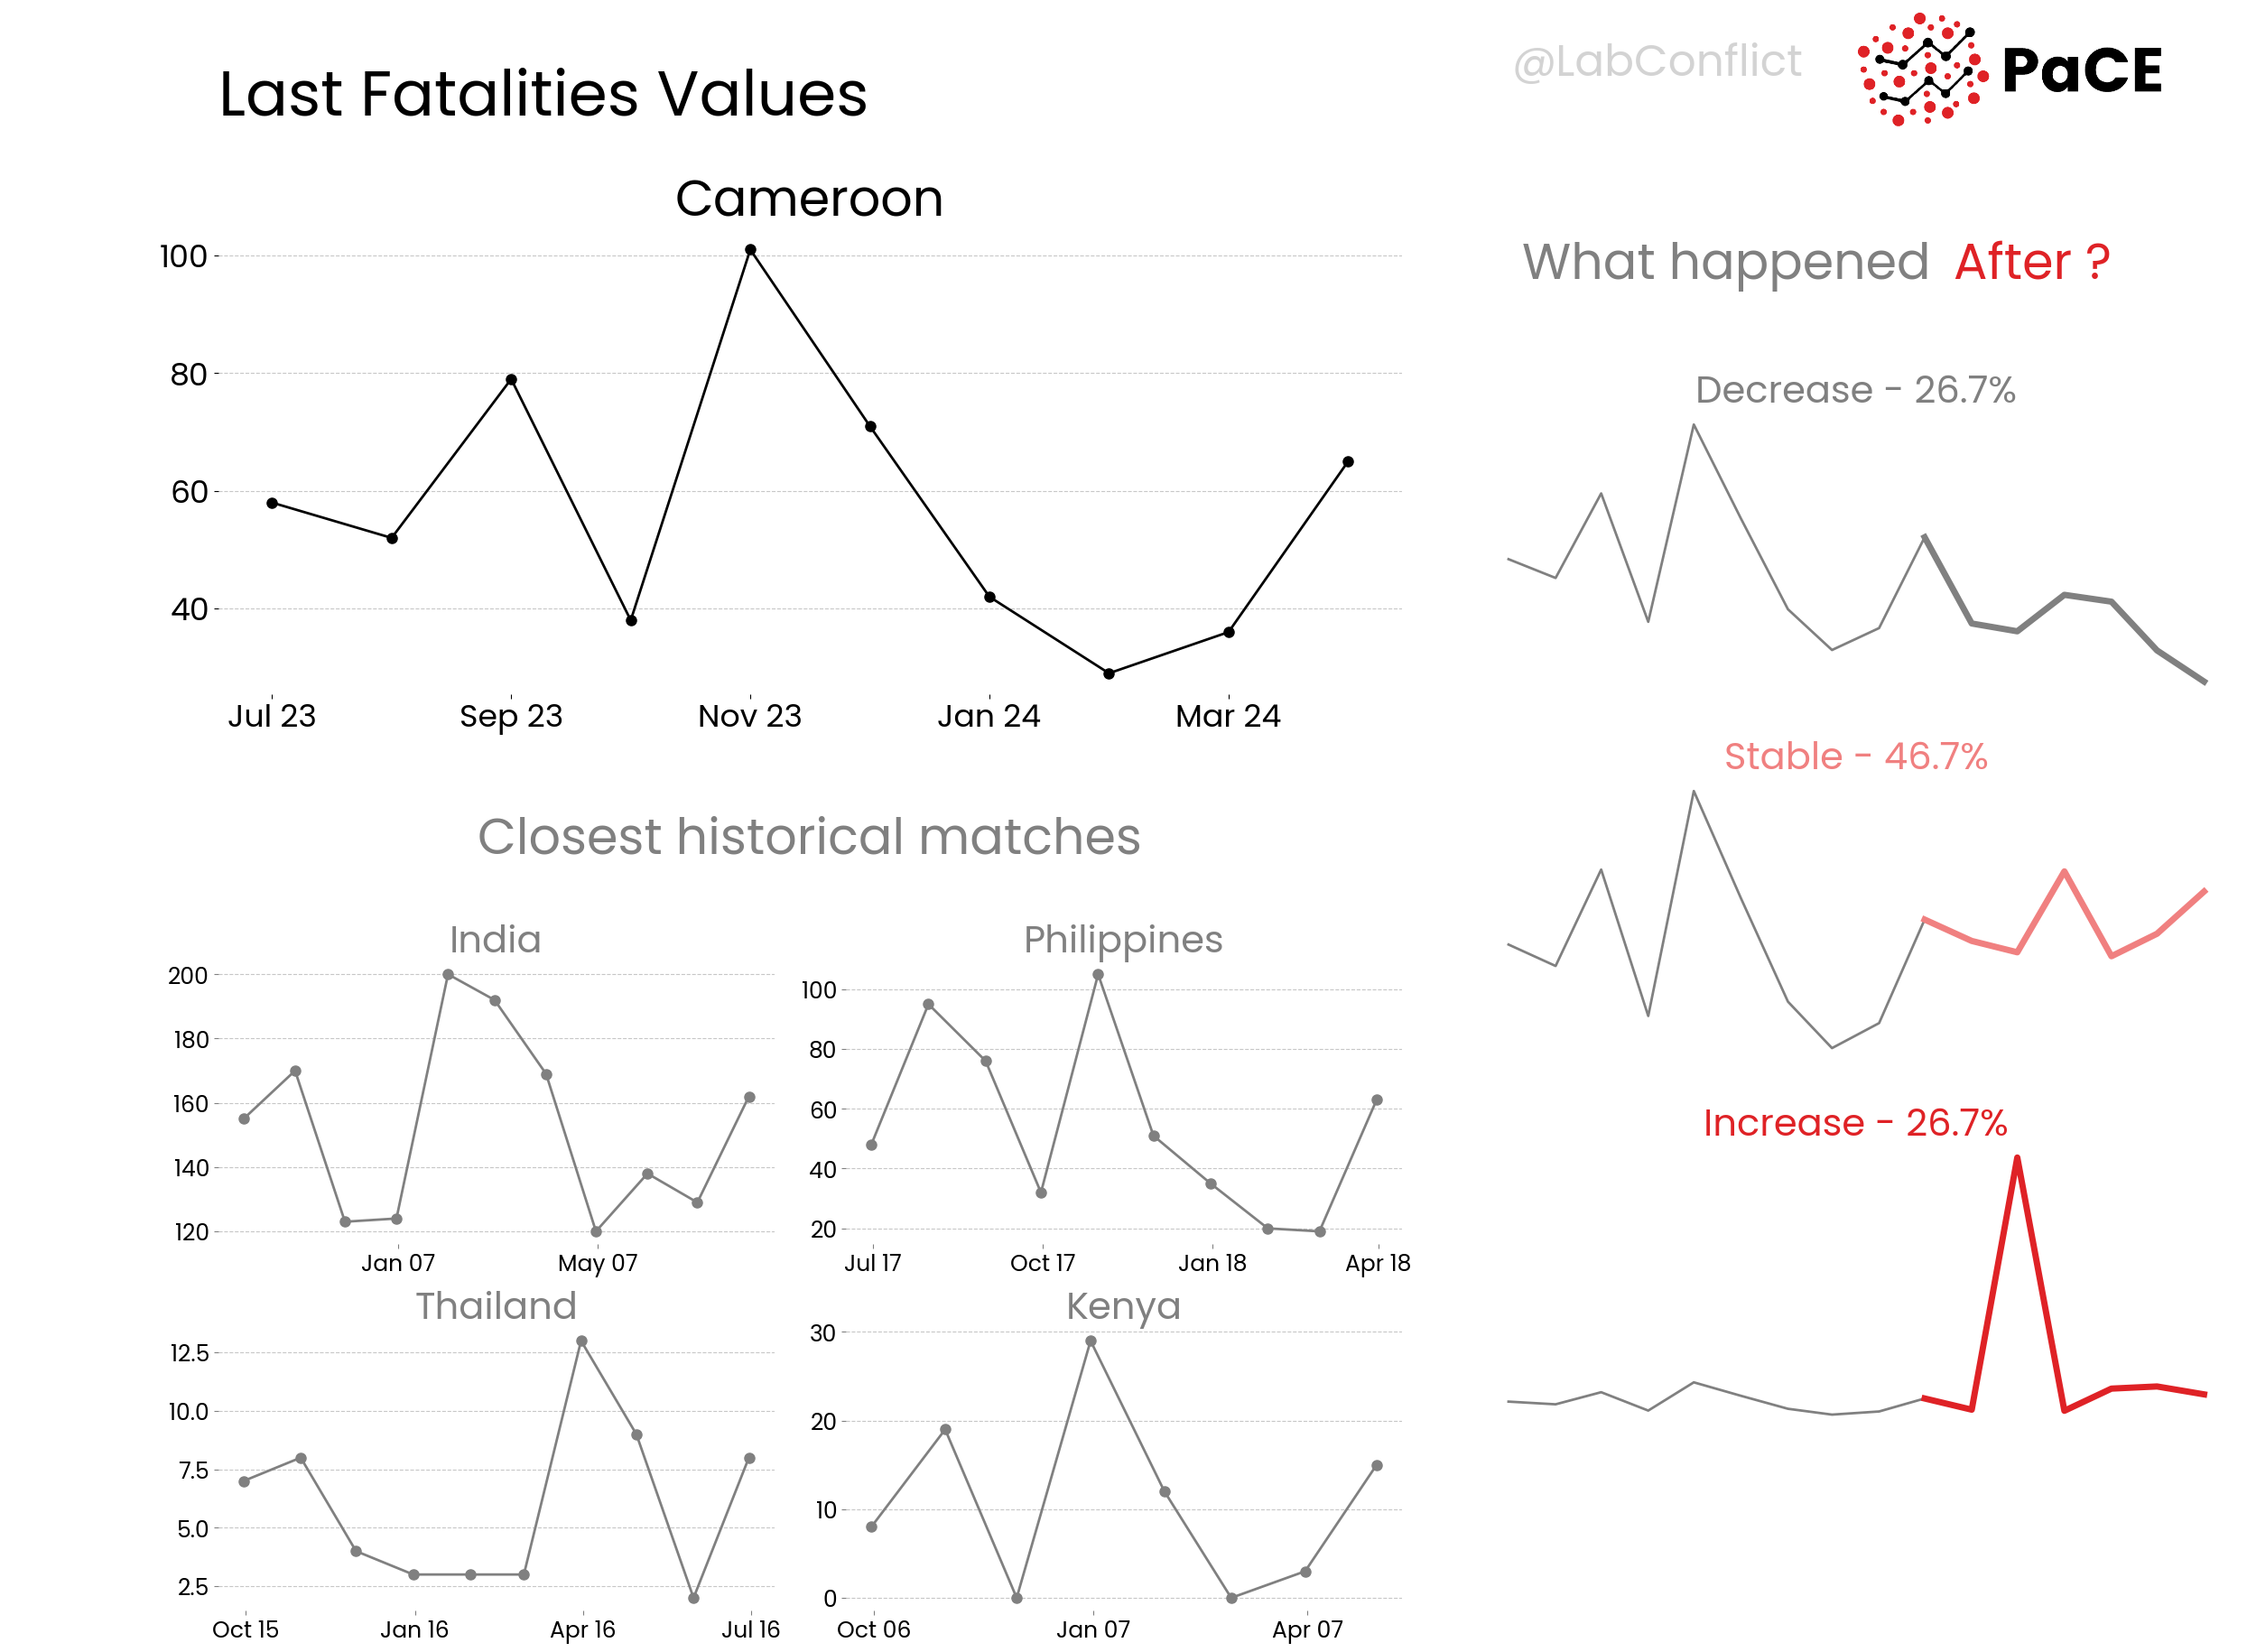 @LabConflict
PaCE
Last Fatalities Values
Cameroon
100
80
60
40
Jul 23 Sep 23 Nov 23 Jan 24 Mar 24
What happened After ?
Decrease - 26.7%
Stable - 46.7%
Increase - 26.7%
Closest historical matches
India
200
180
160
140
120
Jan 07 May 07
Philippines
100
80
60
40
20
Jul 17 Oct 17 Jan 18 Apr 18
Thailand
12.5
10.0
7.5
5.0
2.5
Oct 15 Jan 16 Apr 16 Jul 16
Kenya
30
20
10
0
Oct 06 Jan 07 Apr 07